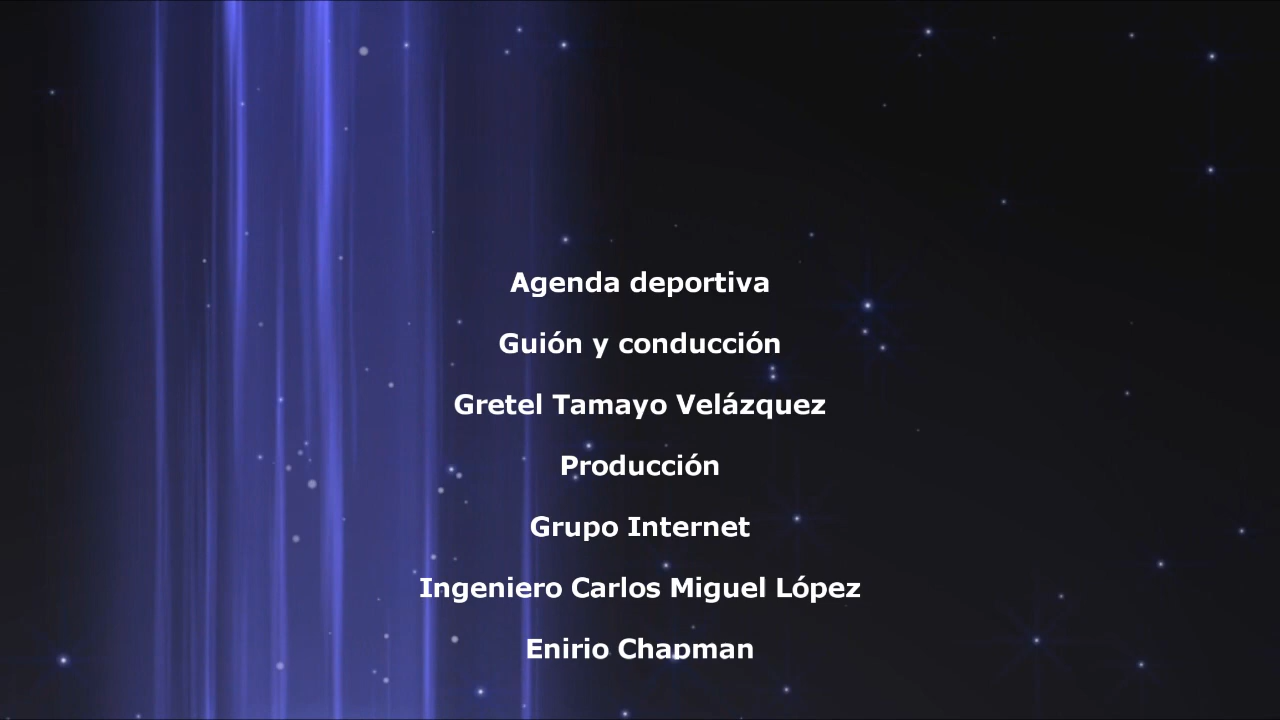 Agenda deportiva
Guión y conducción
Gretel Tamayo Velázquez
Producción
Grupo Internet
Ingeniero Carlos Miguel López
Enirio Chapman